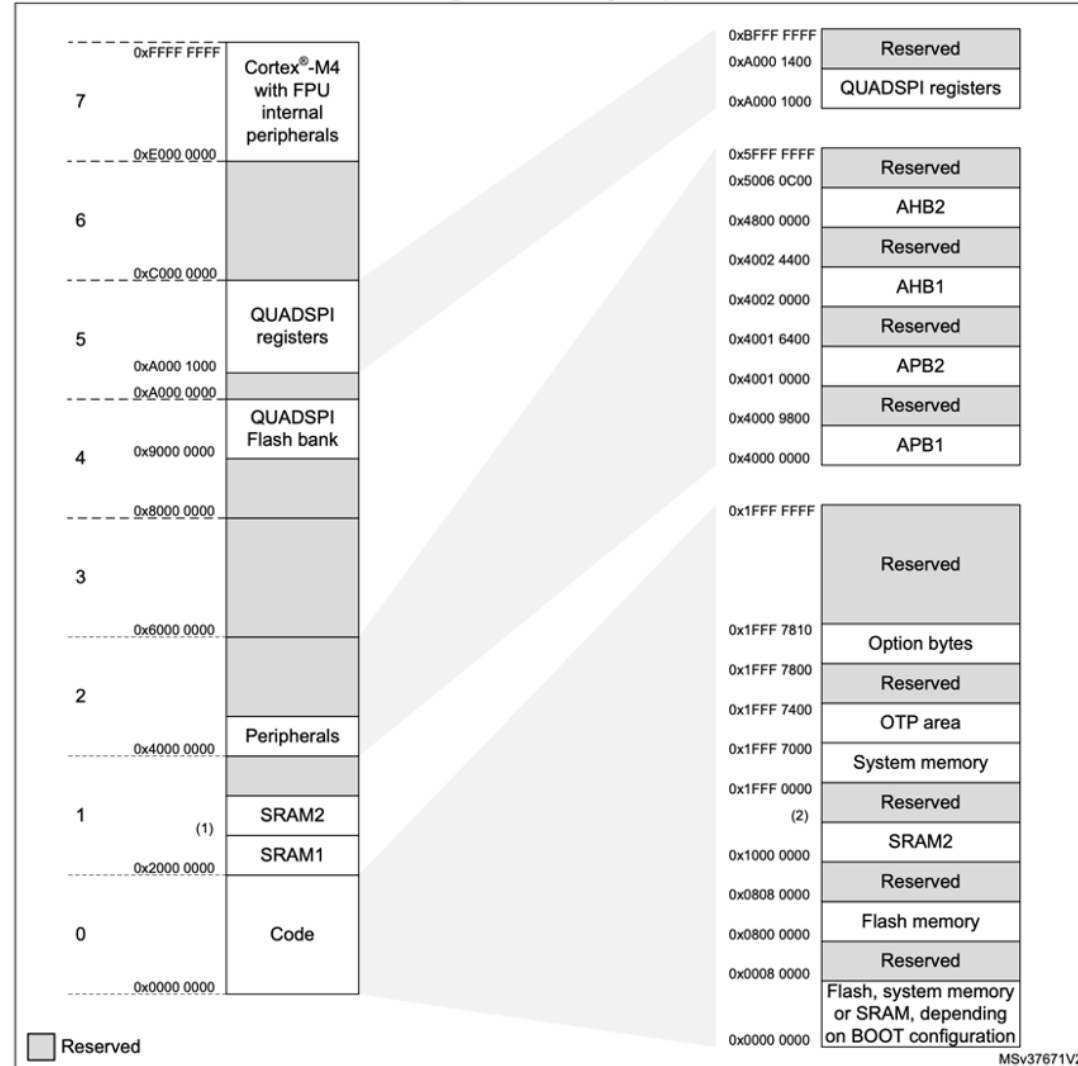 0xFFFF FFFF
Cortex®-M4
with FPU
internal
peripherals
7
0xE000 0000
6
0xC000 0000
QUADSPI
registers
5
0xA000 1000
0xA000 0000
QUADSPI
Flash bank
0x9000 0000
4
0x8000 0000
3
0x6000 0000
2
Peripherals
0x4000 0000
1
SRAM2
(1)
SRAM1
0x2000 0000
0
Code
0x0000 0000
Reserved
0xBFFF FFFF
Reserved
0xA000 1400
QUADSPI registers
0xA000 1000
0x5FFF FFFF
Reserved
0x5006 0C00
AHB2
0x4800 0000
Reserved
0x4002 4400
AHB1
0x4002 0000
Reserved
0x4001 6400
APB2
0x4001 0000
Reserved
0x4000 9800
APB1
0x4000 0000
0x1FFF FFFF
Reserved
0x1FFF 7810
Option bytes
0x1FFF 7800
Reserved
0x1FFF 7400
OTP area
0x1FFF 7000
System memory
0x1FFF 0000
Reserved
(2)
SRAM2
0x1000 0000
Reserved
0x0808 0000
Flash memory
0x0800 0000
Reserved
0x0008 0000
Flash, system memory
or SRAM, depending
on BOOT configuration
0x0000 0000
MSv37671V2